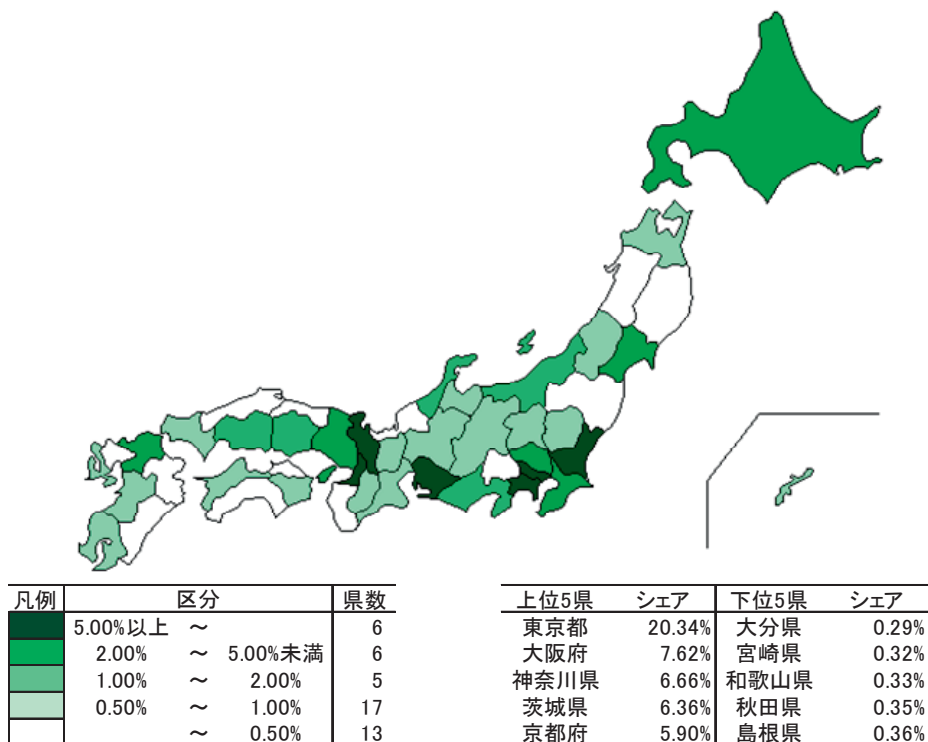 凡例 区分 県数
5.00%以上 ～ 6
2.00% ～ 5.00%未満 6
1.00% ～ 2.00% 5
0.50% ～ 1.00% 17
～ 0.50% 13
上位5県 シェア 下位5県 シェア
東京都 20.34% 大分県 0.29%
大阪府 7.62% 宮崎県 0.32%
神奈川県 6.66% 和歌山県 0.33%
茨城県 6.36% 秋田県 0.35%
京都府 5.90% 島根県 0.36%